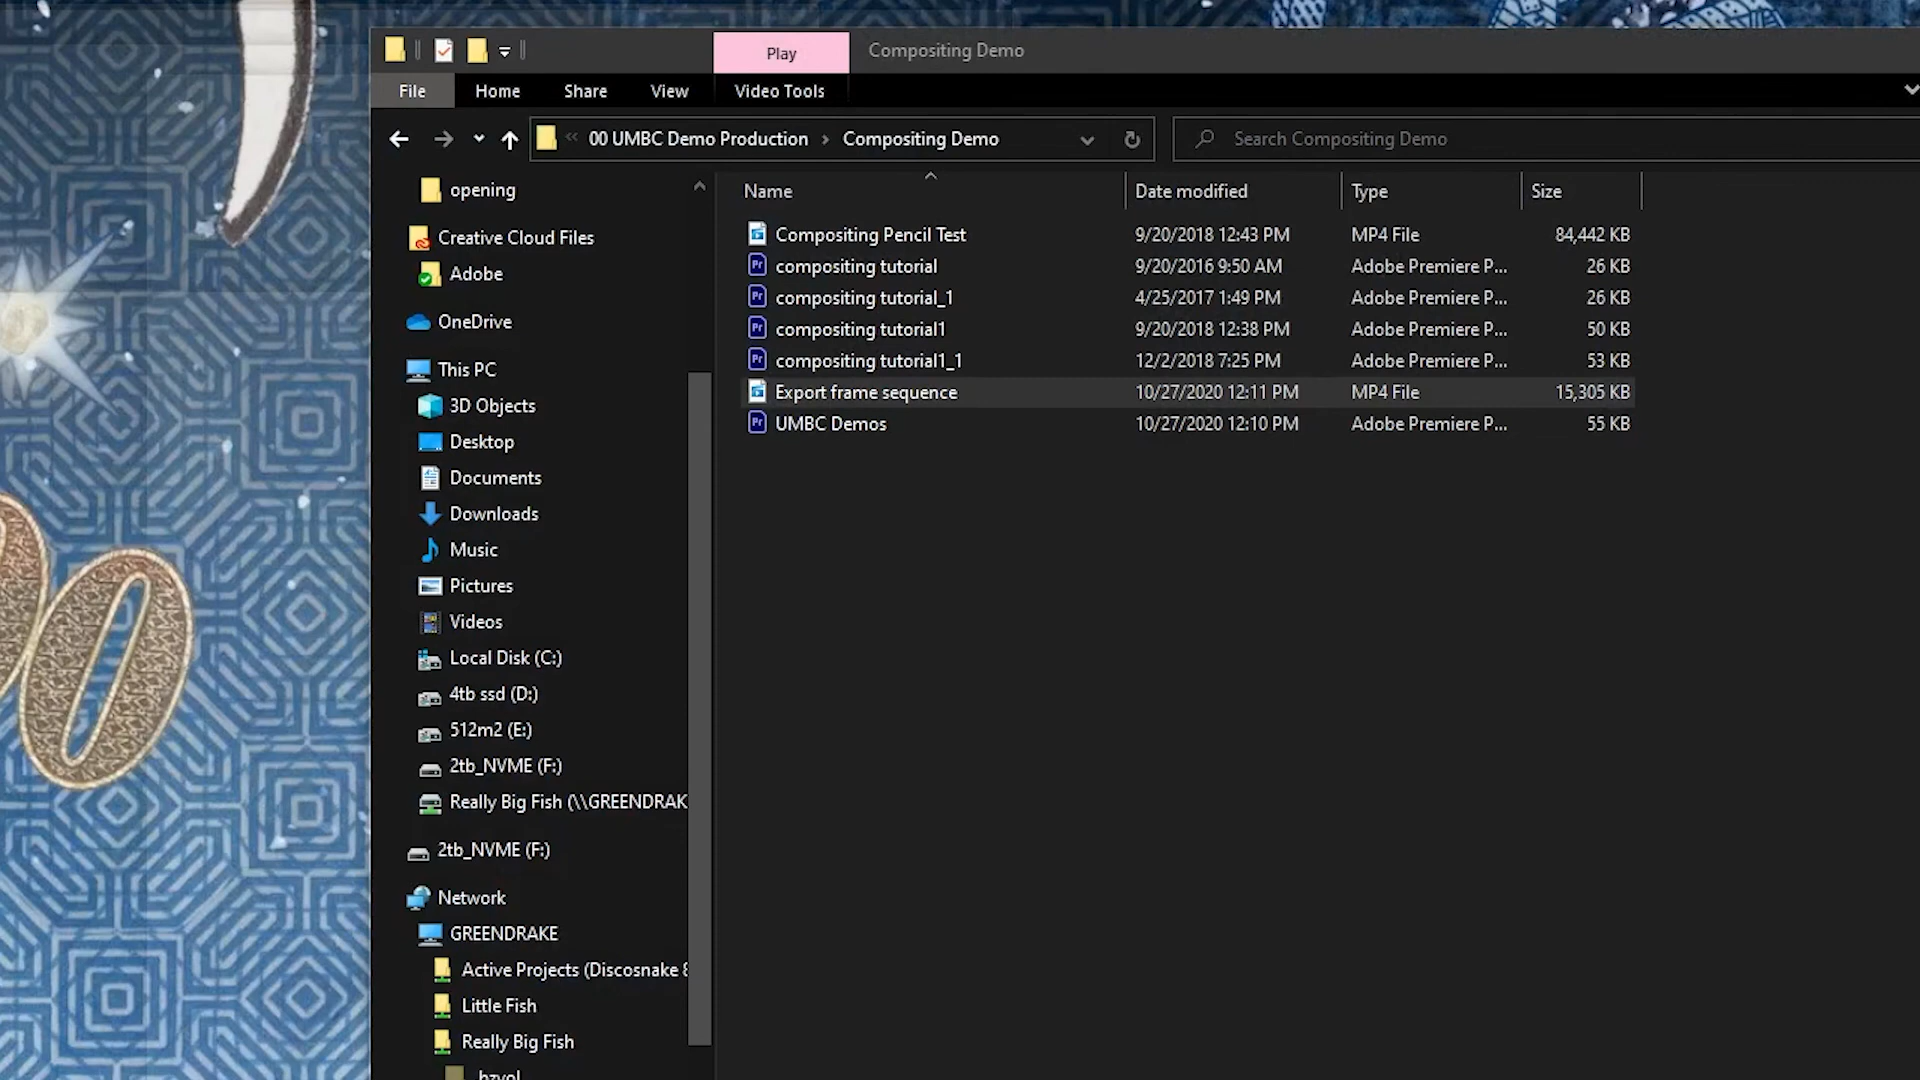 Play
Compositing Demo
File
Home
Share
View
Video Tools
« 00 UMBC Demo Production › Compositing Demo
Search Compositing Demo
opening
Creative Cloud Files
Adobe
OneDrive
This PC
3D Objects
Desktop
Documents
Downloads
Music
Pictures
Videos
Local Disk (C:)
4tb ssd (D:)
512m2 (E:)
2tb_NVME (F:)
Really Big Fish (\\GREENDRAK
2tb_NVME (F:)
Network
GREENDRAKE
Active Projects (Discosnake &
Little Fish
Really Big Fish
Name Date modified Type Size
Compositing Pencil Test 9/20/2018 12:43 PM MP4 File 84,442 KB
Pr compositing tutorial 9/20/2016 9:50 AM Adobe Premiere P... 26 KB
Pr compositing tutorial_1 4/25/2017 1:49 PM Adobe Premiere P... 26 KB
Pr compositing tutorial1 9/20/2018 12:38 PM Adobe Premiere P... 50 KB
Pr compositing tutorial1_1 12/2/2018 7:25 PM Adobe Premiere P... 53 KB
Export frame sequence 10/27/2020 12:11 PM MP4 File 15,305 KB
Pr UMBC Demos 10/27/2020 12:10 PM Adobe Premiere P... 55 KB